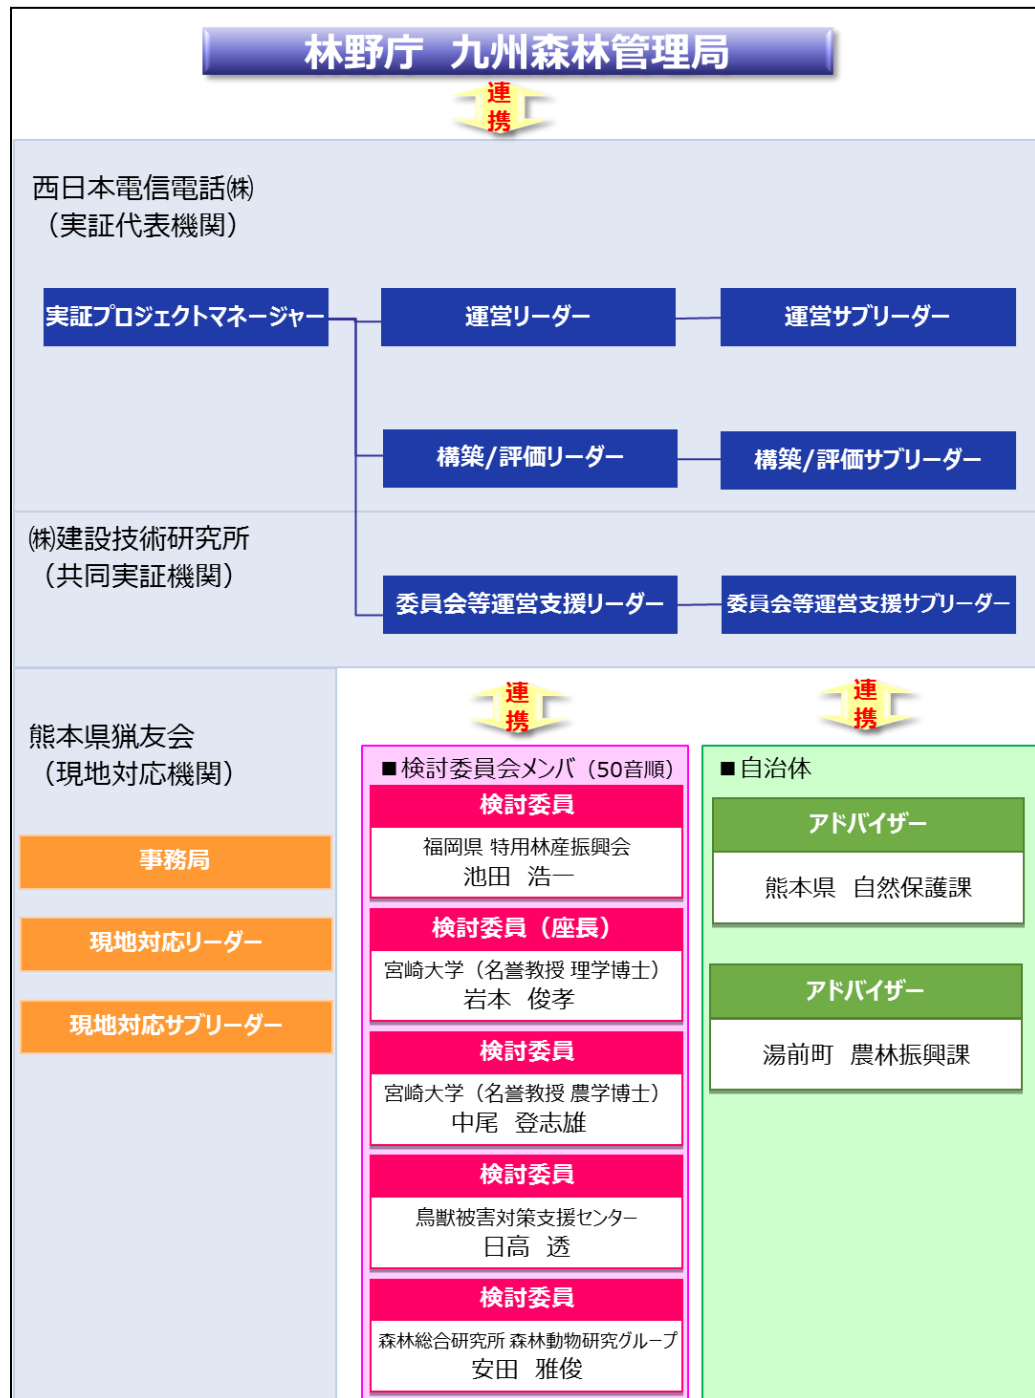 林野庁 九州森林管理局
連
携
西日本電信電話㈱
（実証代表機関）
実証プロジェクトマネージャー
運営リーダー
運営サブリーダー
構築/評価リーダー
構築/評価サブリーダー
㈱建設技術研究所
（共同実証機関）
委員会等運営支援リーダー
委員会等運営支援サブリーダー
熊本県猟友会
（現地対応機関）
事務局
現地対応リーダー
現地対応サブリーダー
連
携
■検討委員会メンバ（50音順）
検討委員
福岡県 特用林産振興会
池田 浩一
検討委員（座長）
宮崎大学（名誉教授 理学博士）
岩本 俊孝
検討委員
宮崎大学（名誉教授 農学博士）
中尾 登志雄
検討委員
鳥獣被害対策支援センター
日高 透
検討委員
森林総合研究所 森林動物研究グループ
安田 雅俊
連
携
■自治体
アドバイザー
熊本県 自然保護課
アドバイザー
湯前町 農林振興課